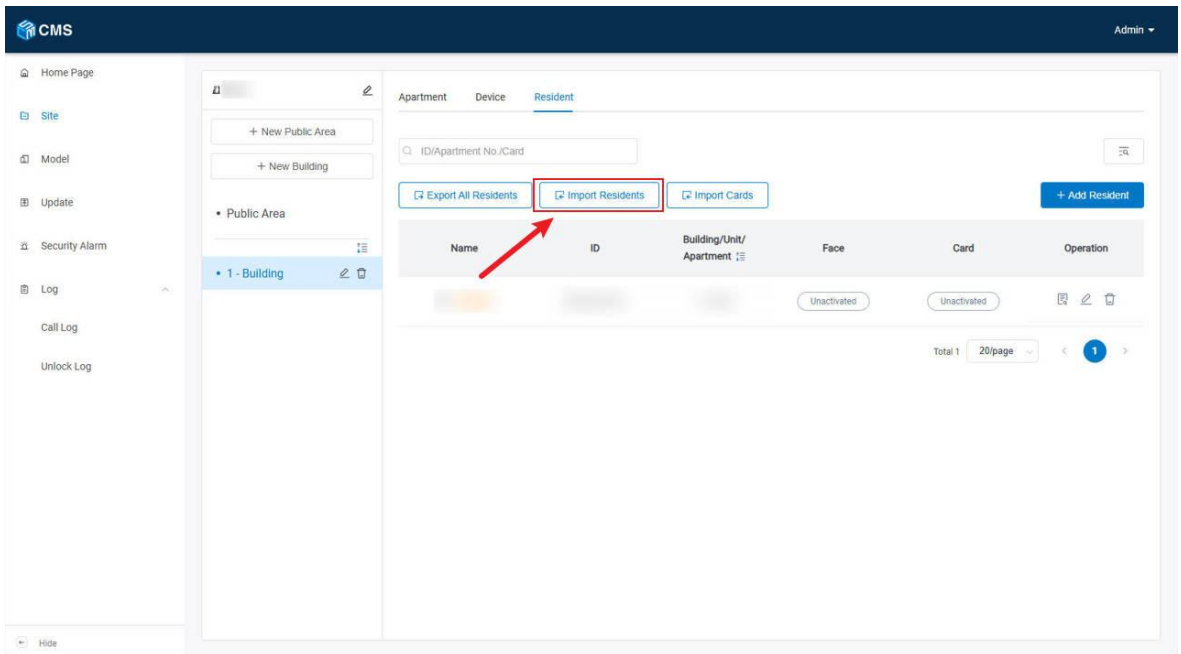 CMS
Admin
Home Page
Site
Model
Update
Security Alarm
Log
Call Log
Unlock Log
Hide
+ New Public Area
+ New Building
• Public Area
• 1 - Building
Apartment Device Resident
ID/Apartment No./Card
Export All Residents Import Residents Import Cards + Add Resident
Name ID Building/Unit/ Face Card Operation
Apartment
Unactivated Unactivated
Total 1 20/page < 1 >